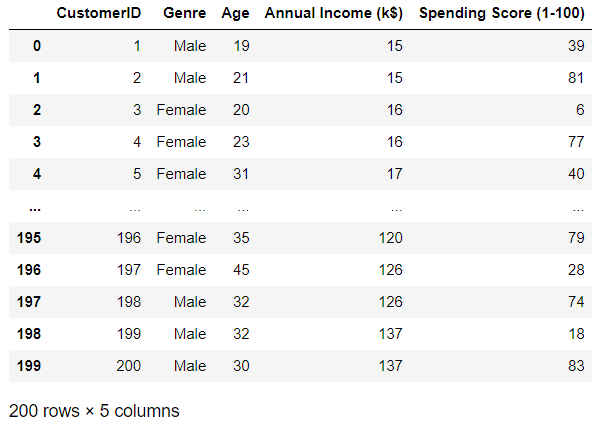 CustomerID Genre Age Annual Income (k$) Spending Score (1-100)
0 1 Male 19 15 39
1 2 Male 21 15 81
2 3 Female 20 16 6
3 4 Female 23 16 77
4 5 Female 31 17 40
... ... ... ... ... ...
195 196 Female 35 120 79
196 197 Female 45 126 28
197 198 Male 32 126 74
198 199 Male 32 137 18
199 200 Male 30 137 83
200 rows × 5 columns